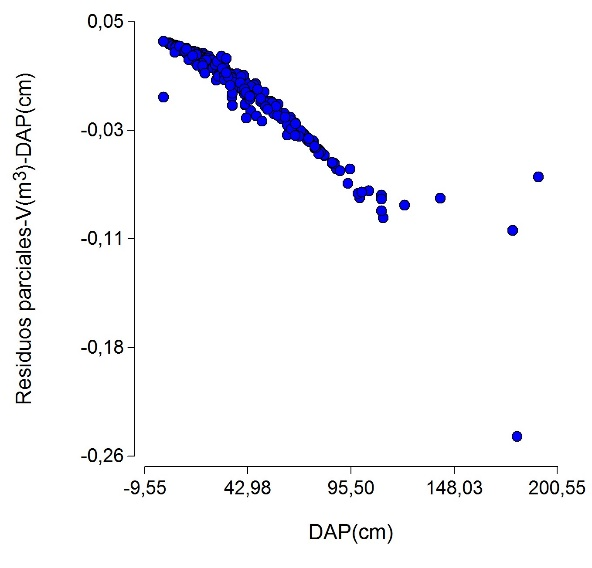 Residuos parciales-V(m³)-DAP(cm)
0,05
-0,03
-0,11
-0,18
-0,26
-9,55 42,98 95,50 148,03 200,55
DAP(cm)